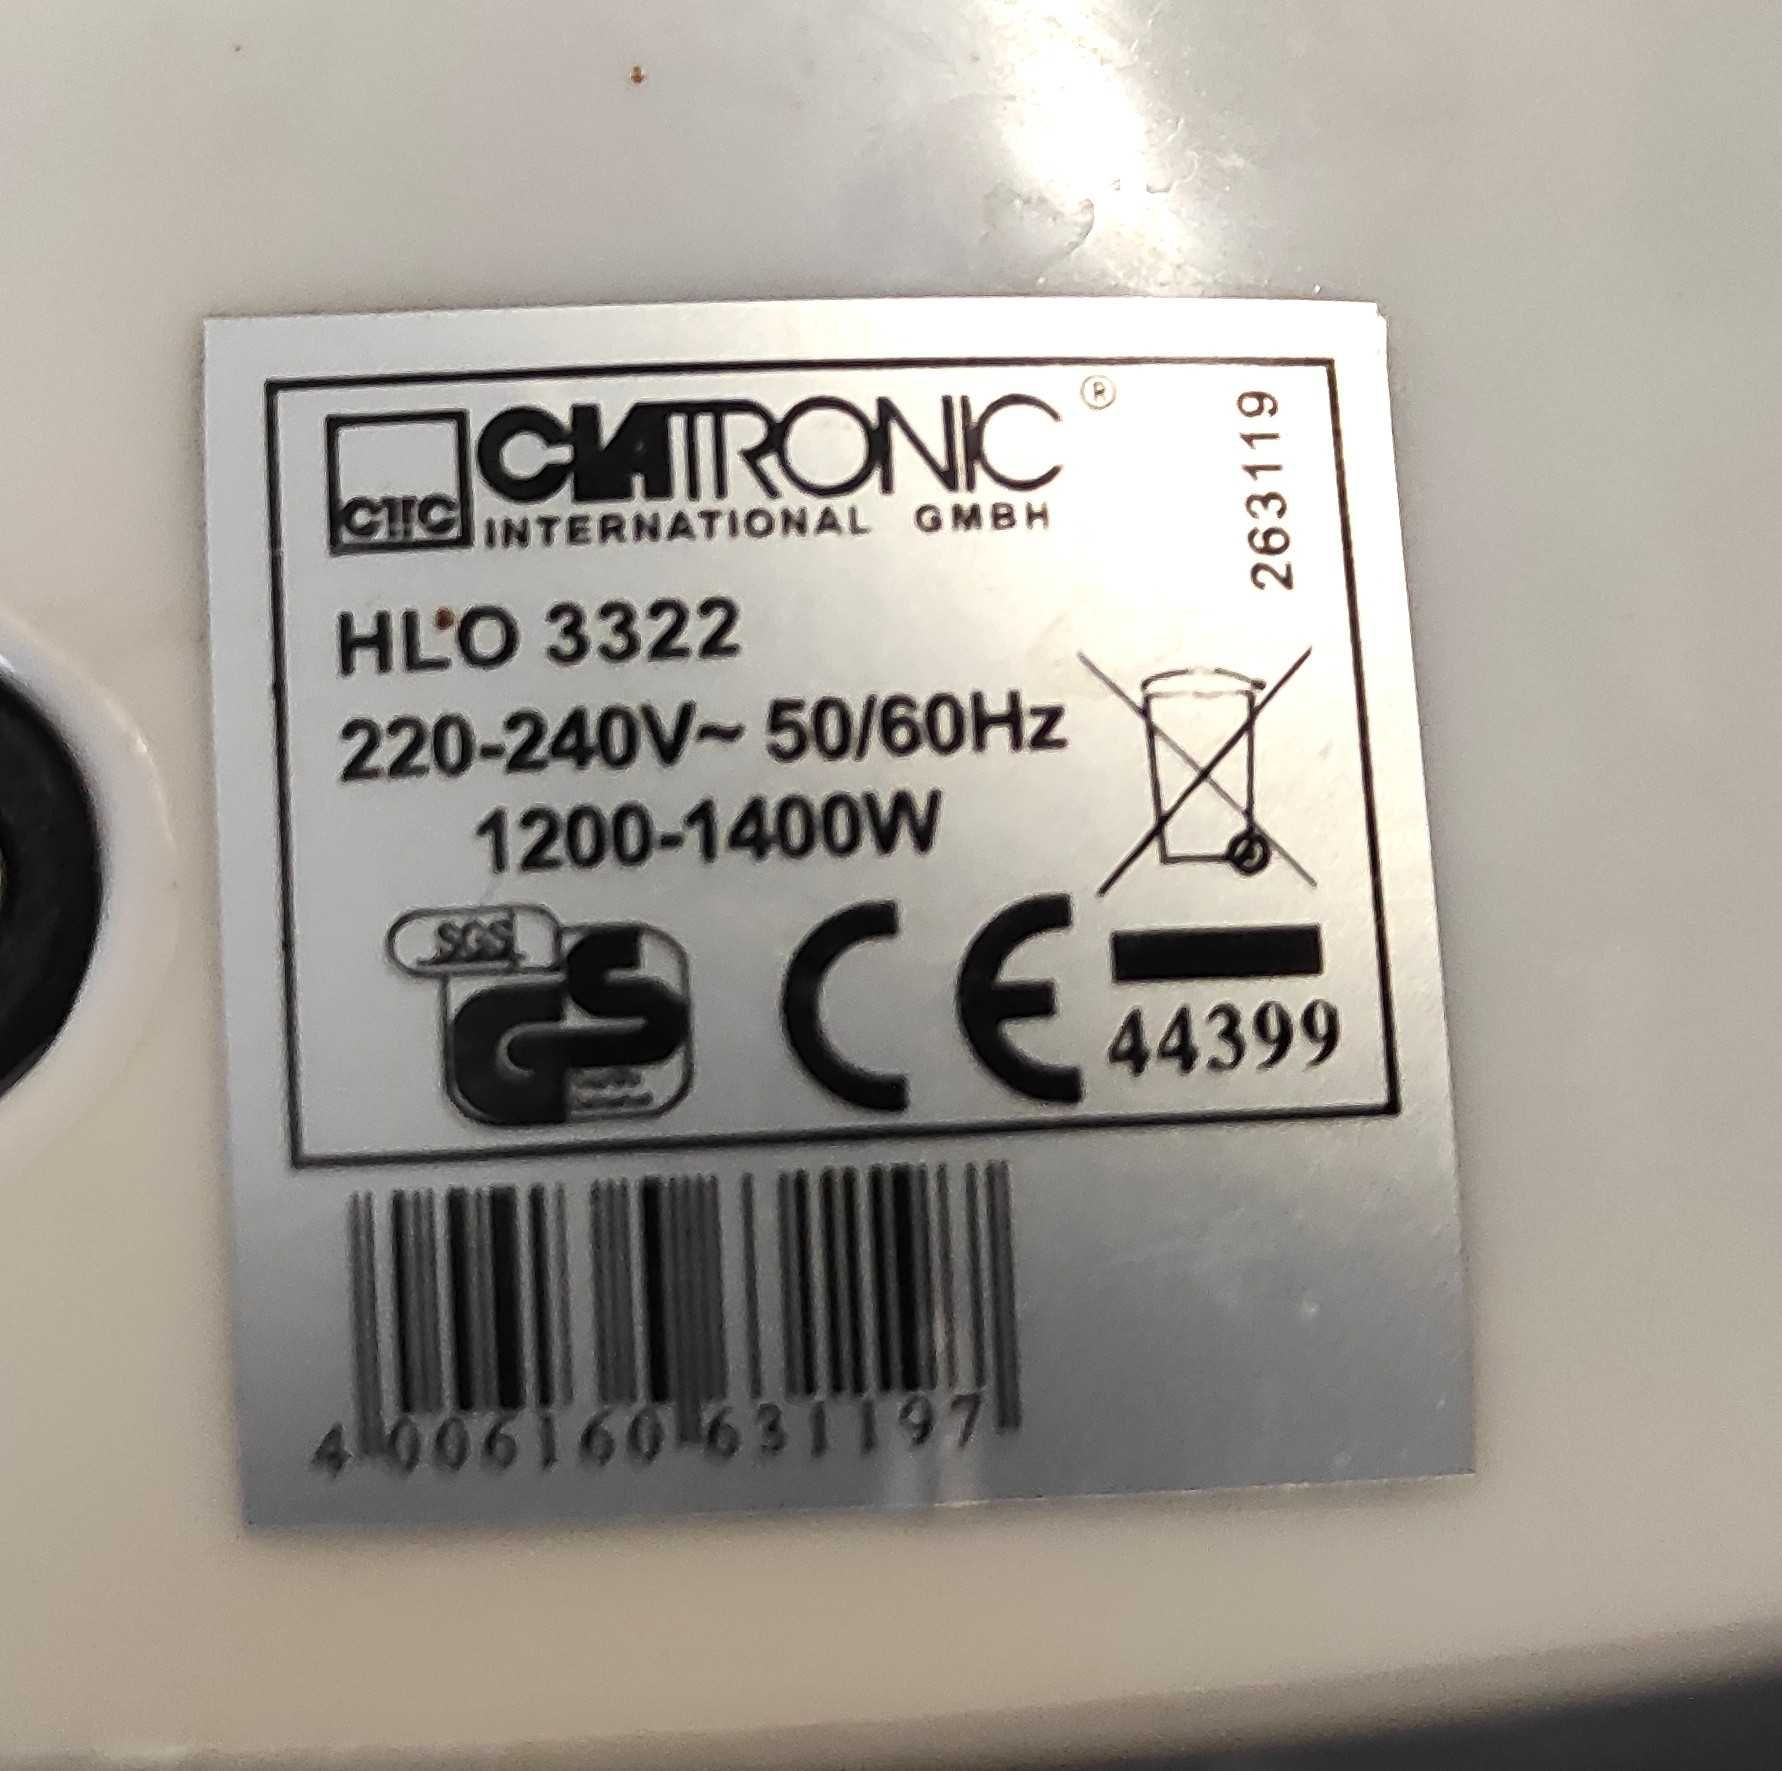 CLATRONIC®
CTC INTERNATIONAL GMBH
263119
HLO 3322
220-240V~ 50/60Hz
1200-1400W
SGS
GS
CE
44399
4 006160 631197